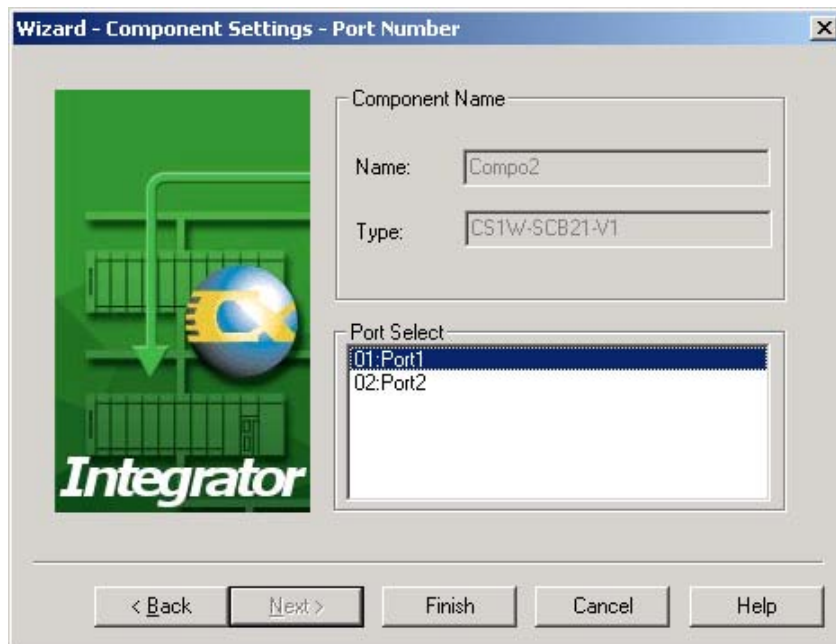 Wizard - Component Settings - Port Number
Component Name
Name: Compo2
Type: CS1W-SCB21-V1
Port Select
01:Port1
02:Port2
CX
Integrator
< Back Next > Finish Cancel Help